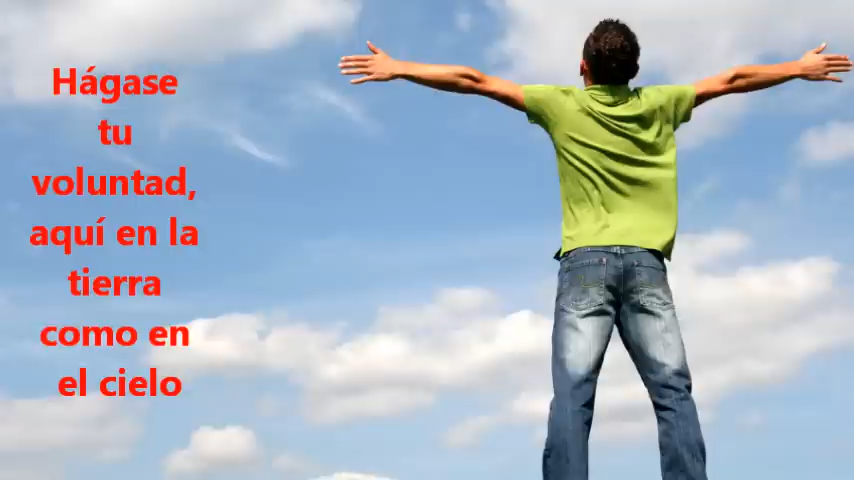 Hágase
tu
voluntad,
aquí en la
tierra
como en
el cielo